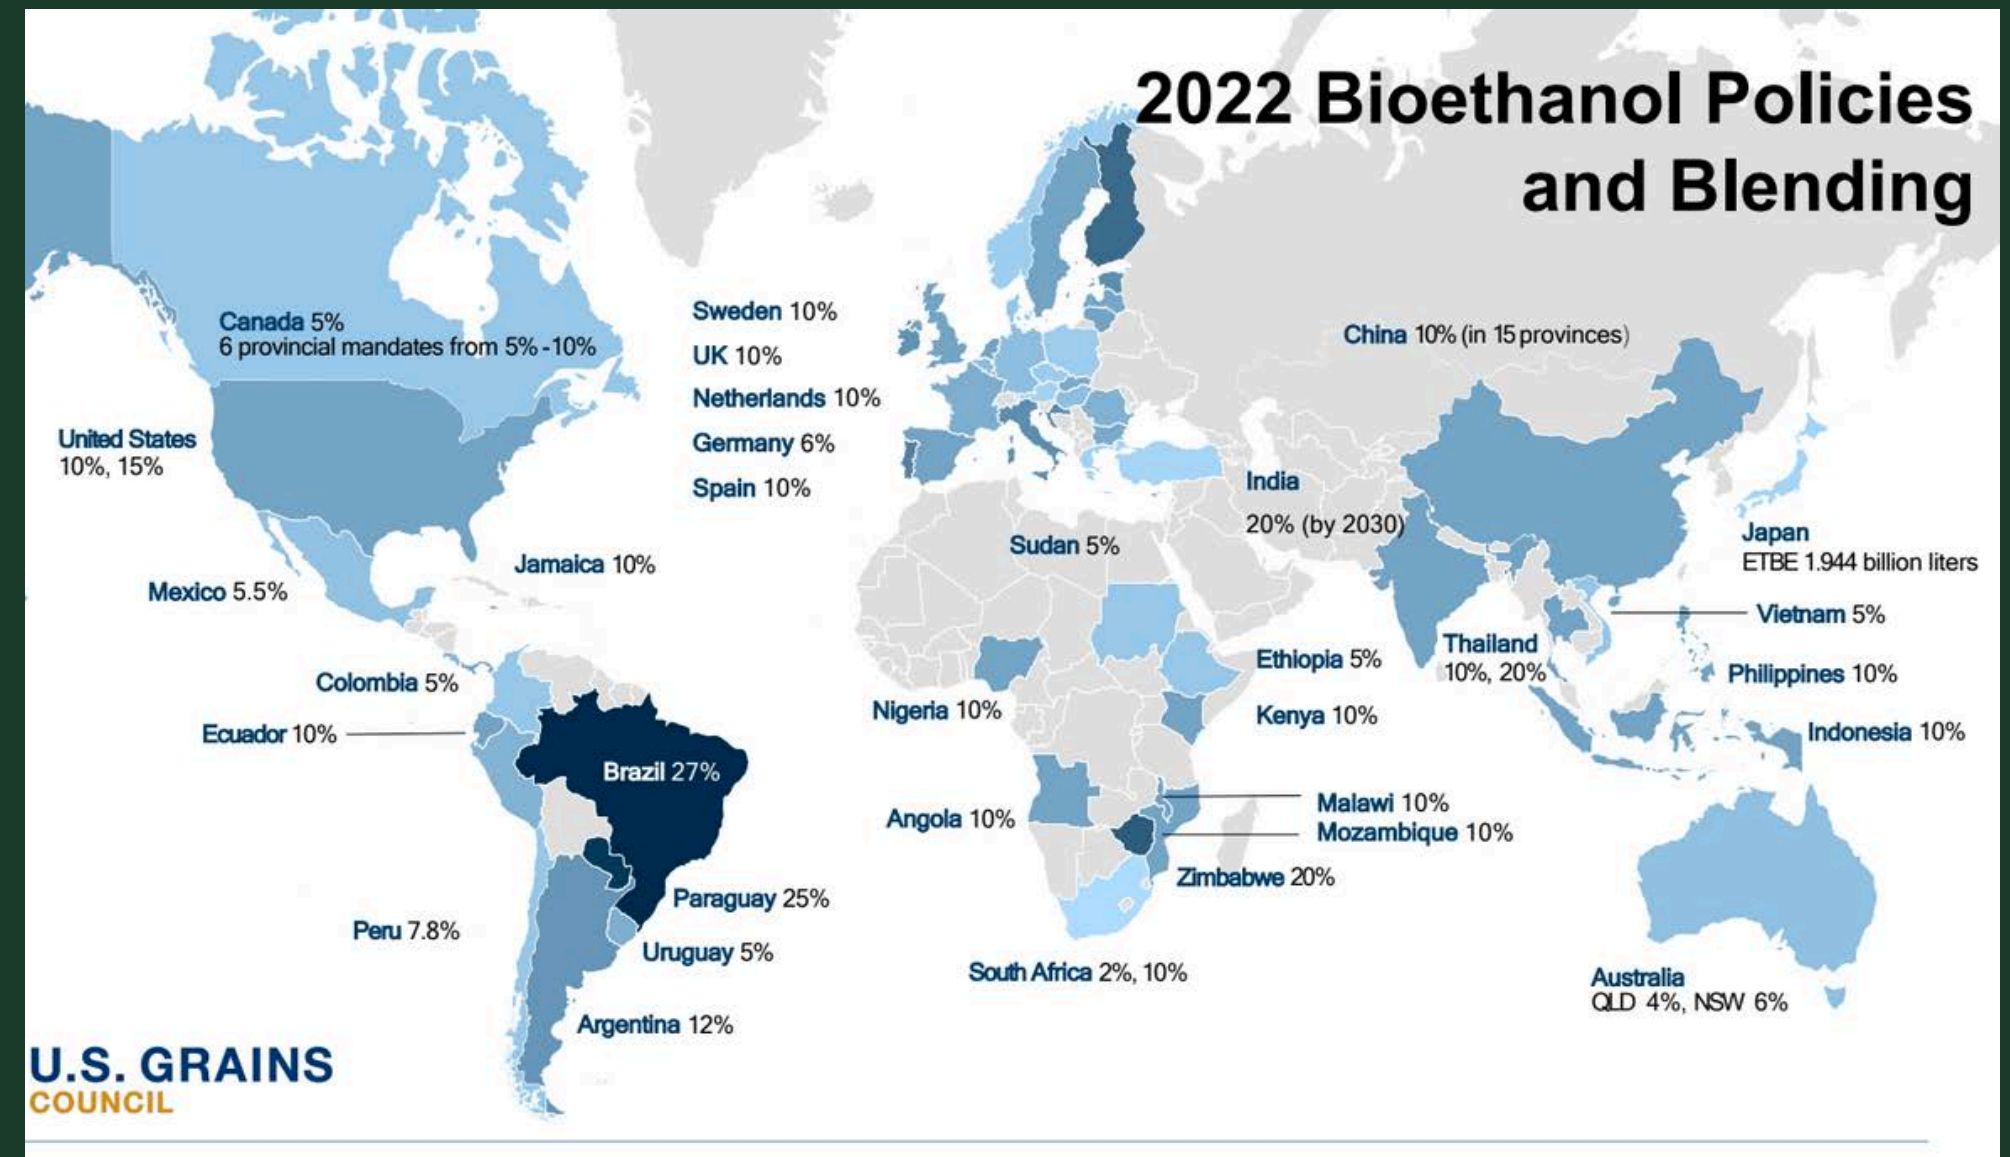 2022 Bioethanol Policies
and Blending
Canada 5%
6 provincial mandates from 5% -10%
United States
10%, 15%
Mexico 5.5%
Jamaica 10%
Colombia 5%
Ecuador 10%
Brazil 27%
Peru 7.8%
Paraguay 25%
Uruguay 5%
Argentina 12%
Sweden 10%
UK 10%
Netherlands 10%
Germany 6%
Spain 10%
Sudan 5%
Nigeria 10%
Angola 10%
Ethiopia 5%
Kenya 10%
Malawi 10%
Mozambique 10%
Zimbabwe 20%
South Africa 2%, 10%
China 10% (in 15 provinces)
India
20% (by 2030)
Japan
ETBE 1.944 billion liters
Vietnam 5%
Thailand
10%, 20%
Philippines 10%
Indonesia 10%
Australia
QLD 4%, NSW 6%
U.S. GRAINS
COUNCIL